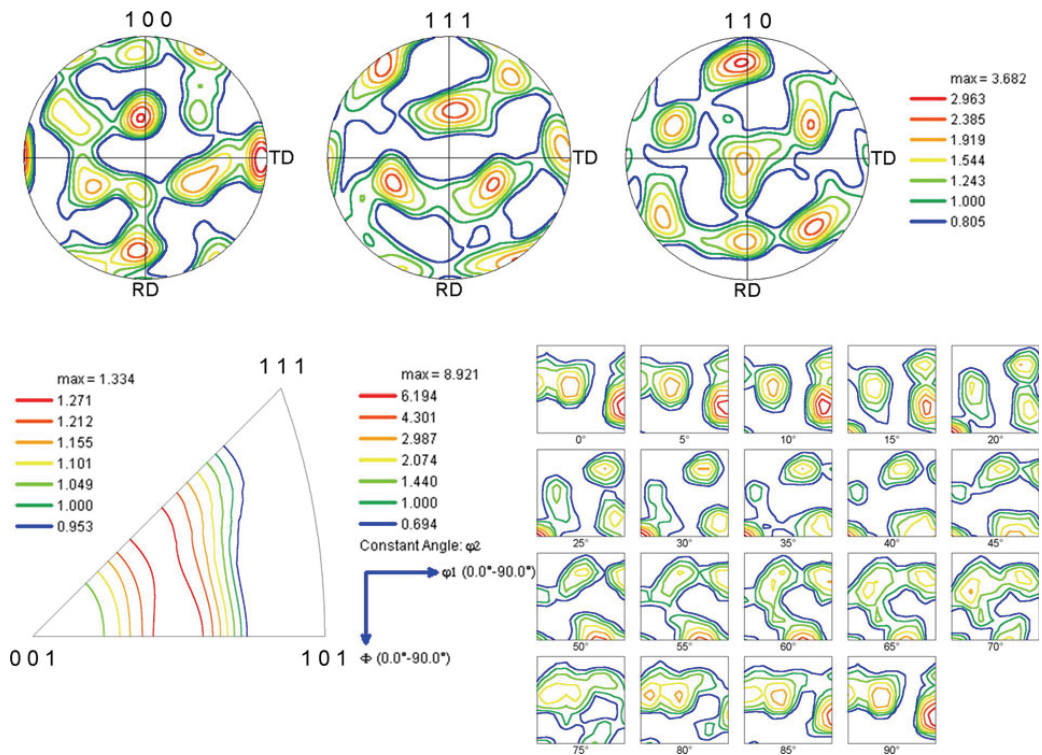 1 0 0
1 1 1
1 1 0
TD
TD
TD
RD
RD
RD
max = 3.682
2.963
2.385
1.919
1.544
1.243
1.000
0.805
1 1 1
max = 1.334
1.271
1.212
1.155
1.101
1.049
1.000
0.953
0 0 1
1 0 1
max = 8.921
6.194
4.301
2.987
2.074
1.440
1.000
0.694
Constant Angle: φ2
φ1 (0.0°-90.0°)
Φ (0.0°-90.0°)
0°
5°
10°
15°
20°
25°
30°
35°
40°
45°
50°
55°
60°
65°
70°
75°
80°
85°
90°